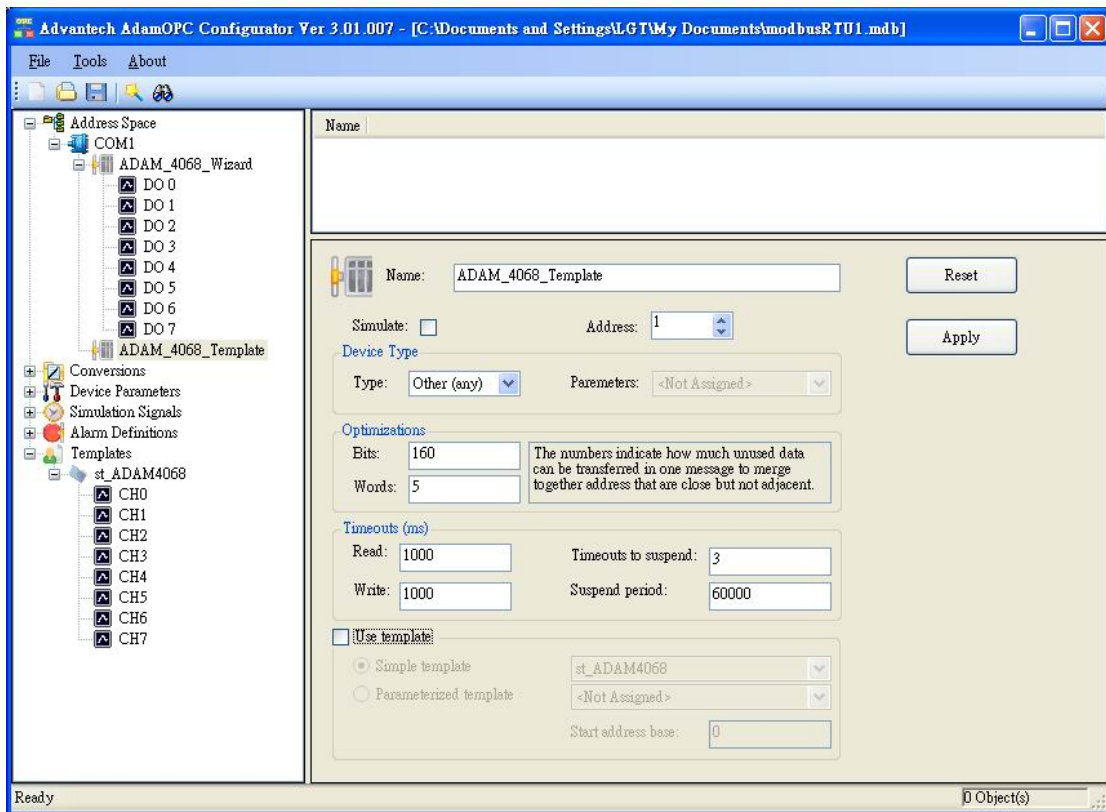 Advantech AdamOPC Configurator Ver 3.01.007 - [C:\Documents and Settings\LGT\My Documents\modbusRTU1.mdb]
File Tools About
Address Space
COM1
ADAM_4068_Wizard
DO 0
DO 1
DO 2
DO 3
DO 4
DO 5
DO 6
DO 7
ADAM_4068_Template
Conversions
Device Parameters
Simulation Signals
Alarm Definitions
Templates
st_ADAM4068
CH0
CH1
CH2
CH3
CH4
CH5
CH6
CH7
Name
Name: ADAM_4068_Template
Reset
Simulate: Address: 1
Apply
Device Type
Type: Other (any) Paremeters: <Not Assigned>
Optimizations
Bits: 160
Words: 5
The numbers indicate how much unused data
can be transferred in one message to merge
together address that are close but not adjacent.
Timeouts (ms)
Read: 1000 Timeouts to suspend: 3
Write: 1000 Suspend period: 60000
Use template
Simple template st_ADAM4068
Parameterized template <Not Assigned>
Start address base: 0
Ready 0 Object(s)